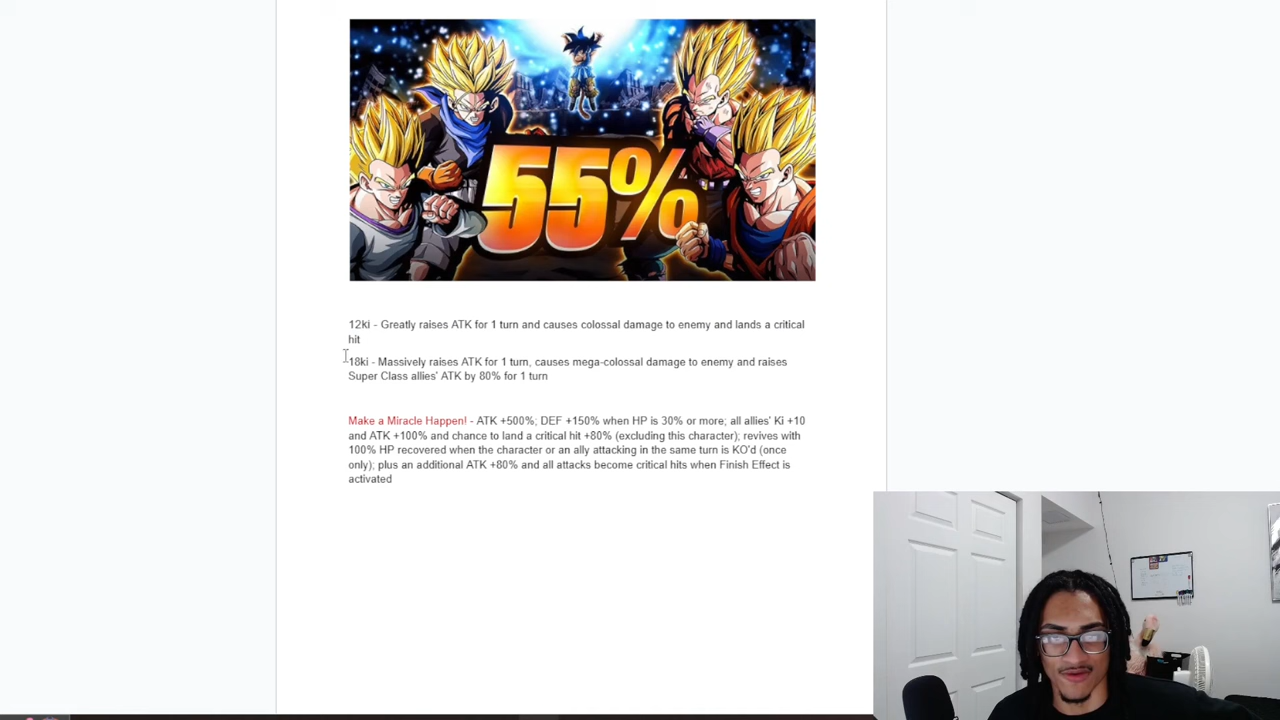 55%
12ki - Greatly raises ATK for 1 turn and causes colossal damage to enemy and lands a critical
hit
18ki - Massively raises ATK for 1 turn, causes mega-colossal damage to enemy and raises
Super Class allies' ATK by 80% for 1 turn
Make a Miracle Happen! - ATK +500%; DEF +150% when HP is 30% or more; all allies' Ki +10
and ATK +100% and chance to land a critical hit +80% (excluding this character); revives with
100% HP recovered when the character or an ally attacking in the same turn is KO'd (once
only); plus an additional ATK +80% and all attacks become critical hits when Finish Effect is
activated